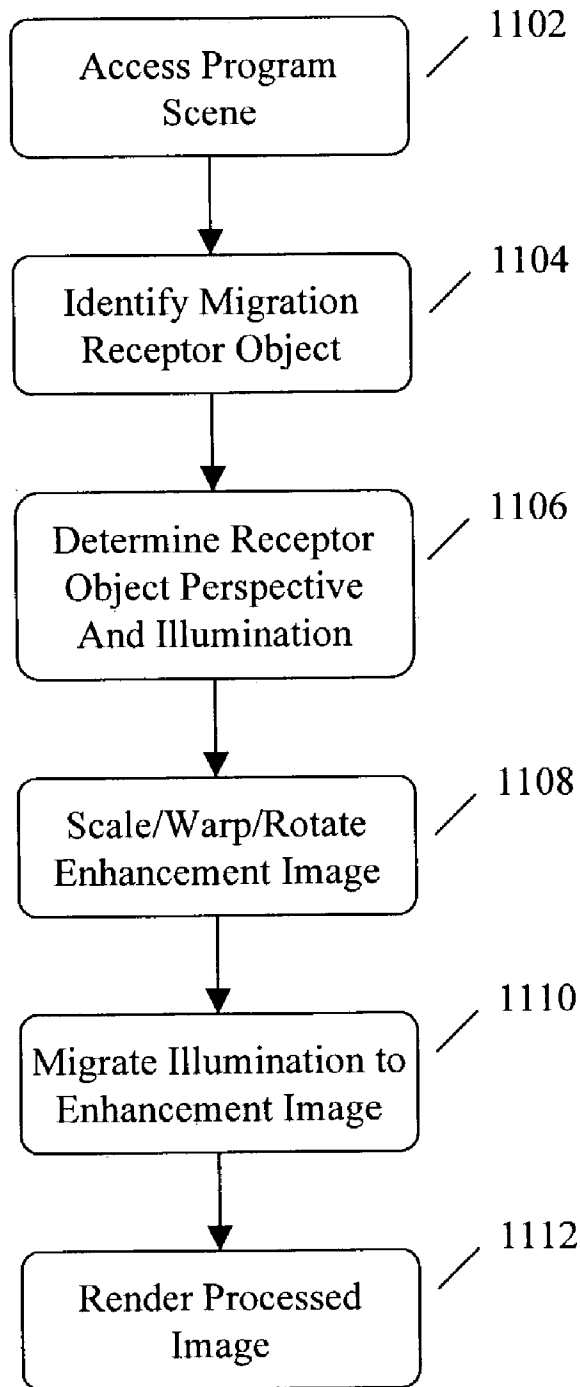 1102
Access Program
Scene
1104
Identify Migration
Receptor Object
1106
Determine Receptor
Object Perspective
And Illumination
1108
Scale/Warp/Rotate
Enhancement Image
1110
Migrate Illumination to
Enhancement Image
1112
Render Processed
Image